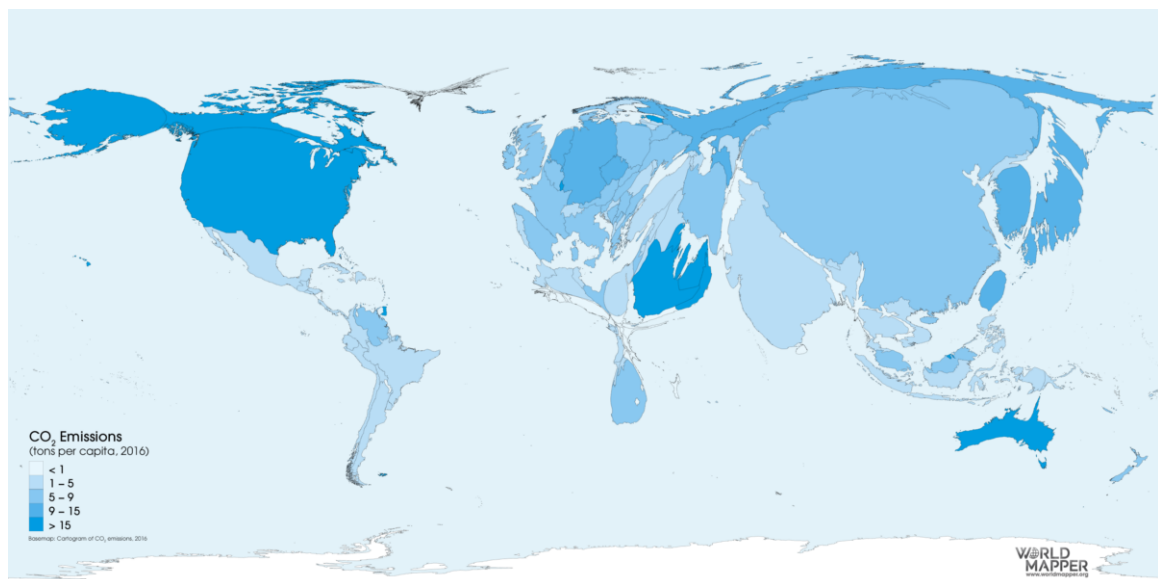 CO₂ Emissions
(tons per capita, 2016)
< 1
1 – 5
5 – 9
9 – 15
> 15
Basemap: Cartogram of CO₂ emissions, 2016
WORLD
MAPPER
www.worldmapper.org